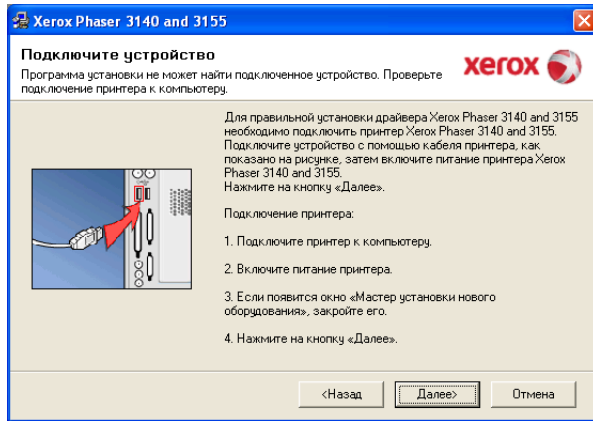 Xerox Phaser 3140 and 3155
Подключите устройство
Программа установки не может найти подключенное устройство. Проверьте
подключение принтера к компьютеру.
xerox
Для правильной установки драйвера Xerox Phaser 3140 and 3155
необходимо подключить принтер Xerox Phaser 3140 and 3155.
Подключите устройство с помощью кабеля принтера, как
показано на рисунке, затем включите питание принтера Xerox
Phaser 3140 and 3155.
Нажмите на кнопку «Далее».
Подключение принтера:
1. Подключите принтер к компьютеру.
2. Включите питание принтера.
3. Если появится окно «Мастер установки нового
оборудования», закройте его.
4. Нажмите на кнопку «Далее».
<Назад
Далее>
Отмена